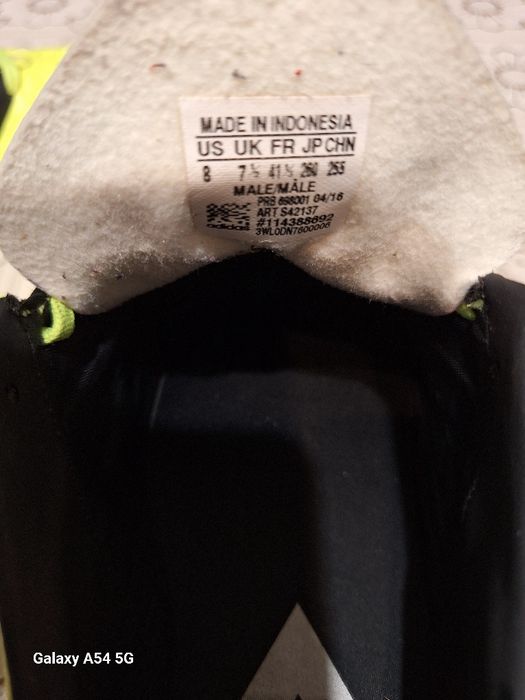 MADE IN INDONESIA
US UK FR JP CHN
8 7½ 41⅓ 260 255
MALE/MÂLE
PRB 698001 04/16
ART S42137
#114388692
adidas
3WL0DN7600006
Galaxy A54 5G